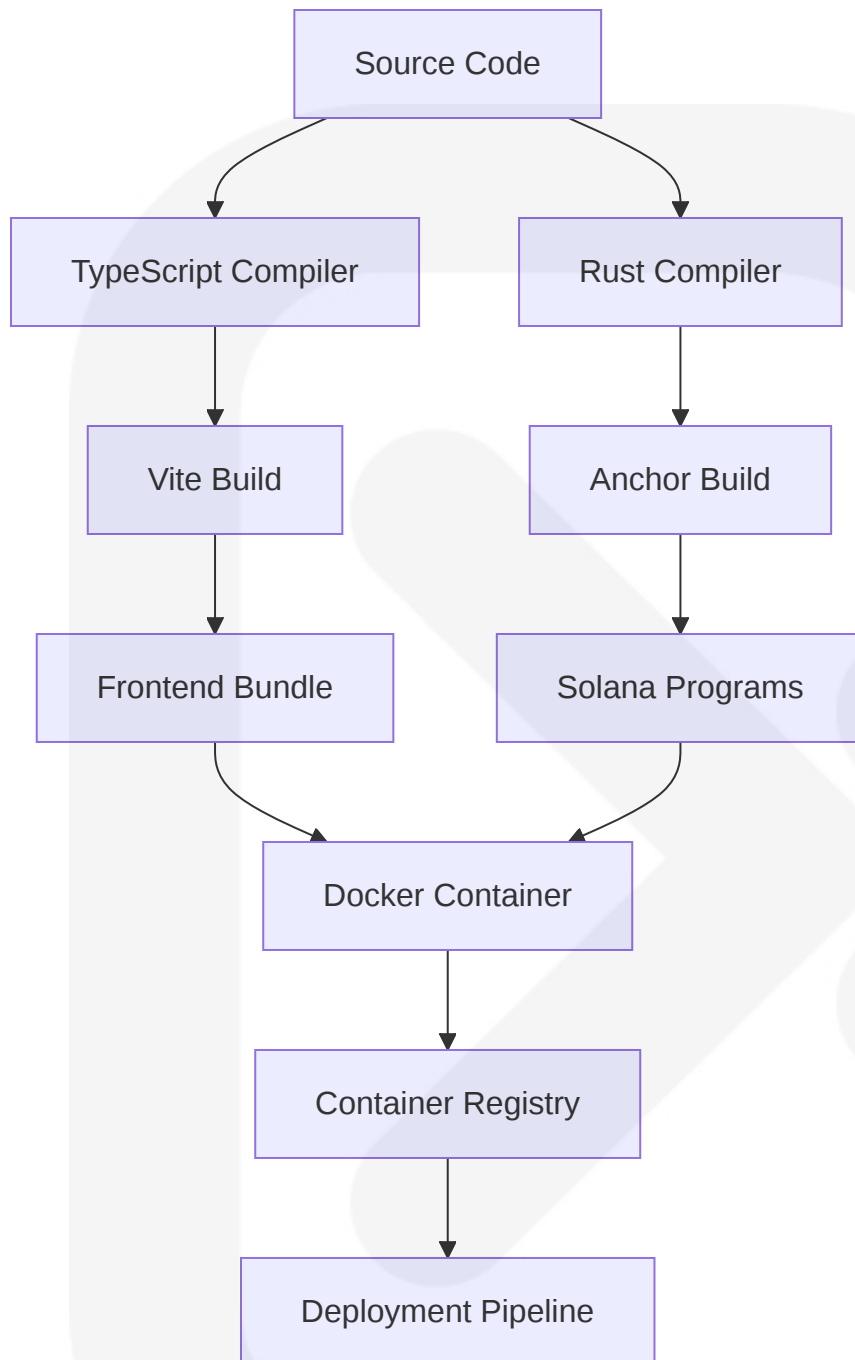 Source Code
TypeScript Compiler
Rust Compiler
Vite Build
Anchor Build
Frontend Bundle
Solana Programs
Docker Container
Container Registry
Deployment Pipeline